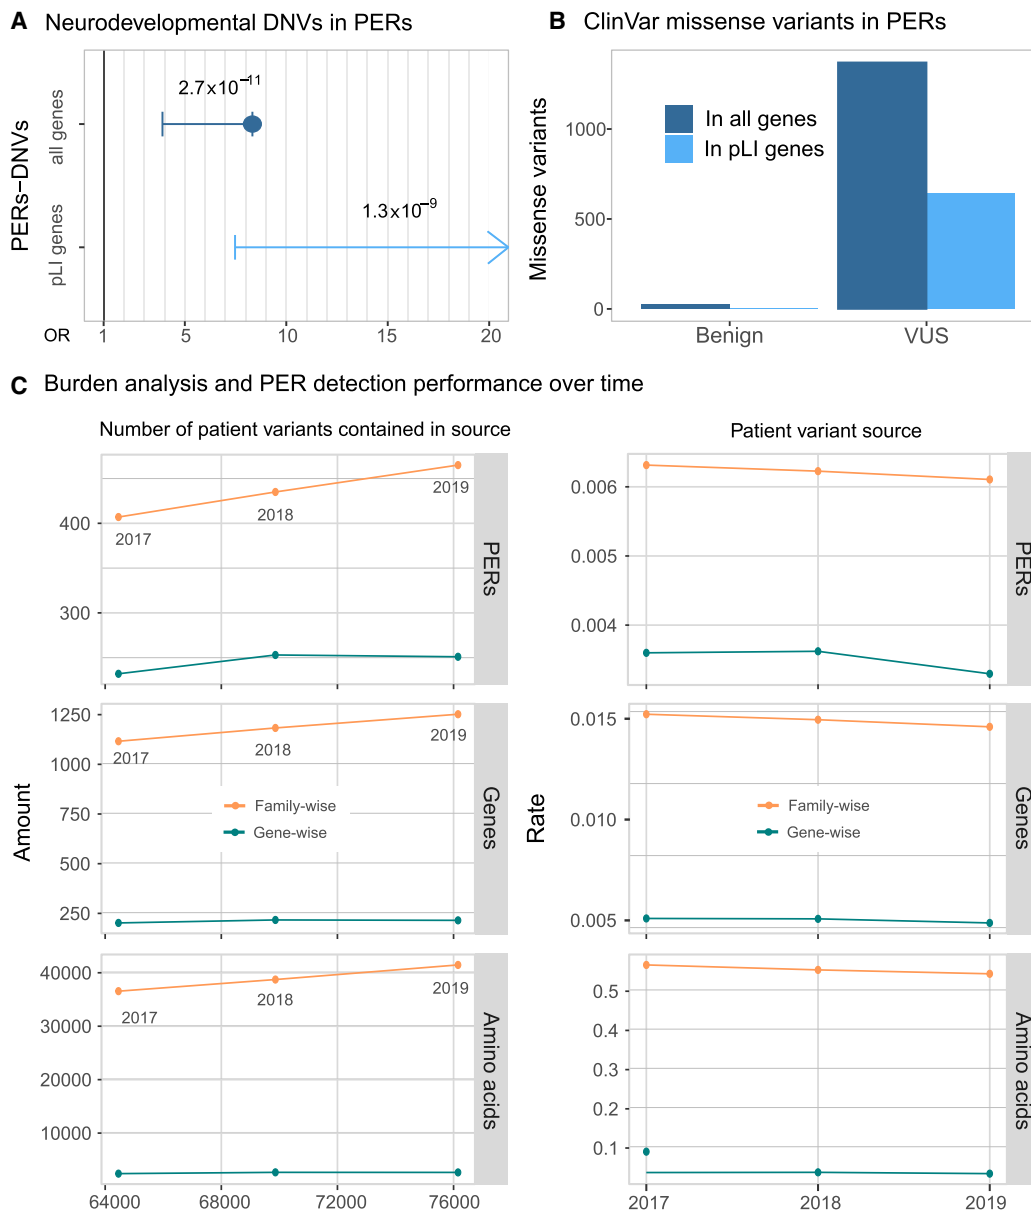 A Neurodevelopmental DNVs in PERs
PERs−DNVs
all genes
pLI genes
2.7x10−11
1.3x10−9
OR 1 5 10 15 20
B ClinVar missense variants in PERs
Missense variants
1000
500
0
In all genes
In pLI genes
Benign VUS
C Burden analysis and PER detection performance over time
Number of patient variants contained in source
Amount
400
300
2017
2018
2019
PERs
1250
1000
750
500
250
2017
2018
2019
Family-wise
Gene-wise
Genes
40000
30000
20000
10000
2017
2018
2019
Amino acids
64000 68000 72000 76000
Patient variant source
Rate
0.006
0.005
0.004
PERs
0.015
0.010
0.005
Family-wise
Gene-wise
Genes
0.5
0.4
0.3
0.2
0.1
Amino acids
2017 2018 2019